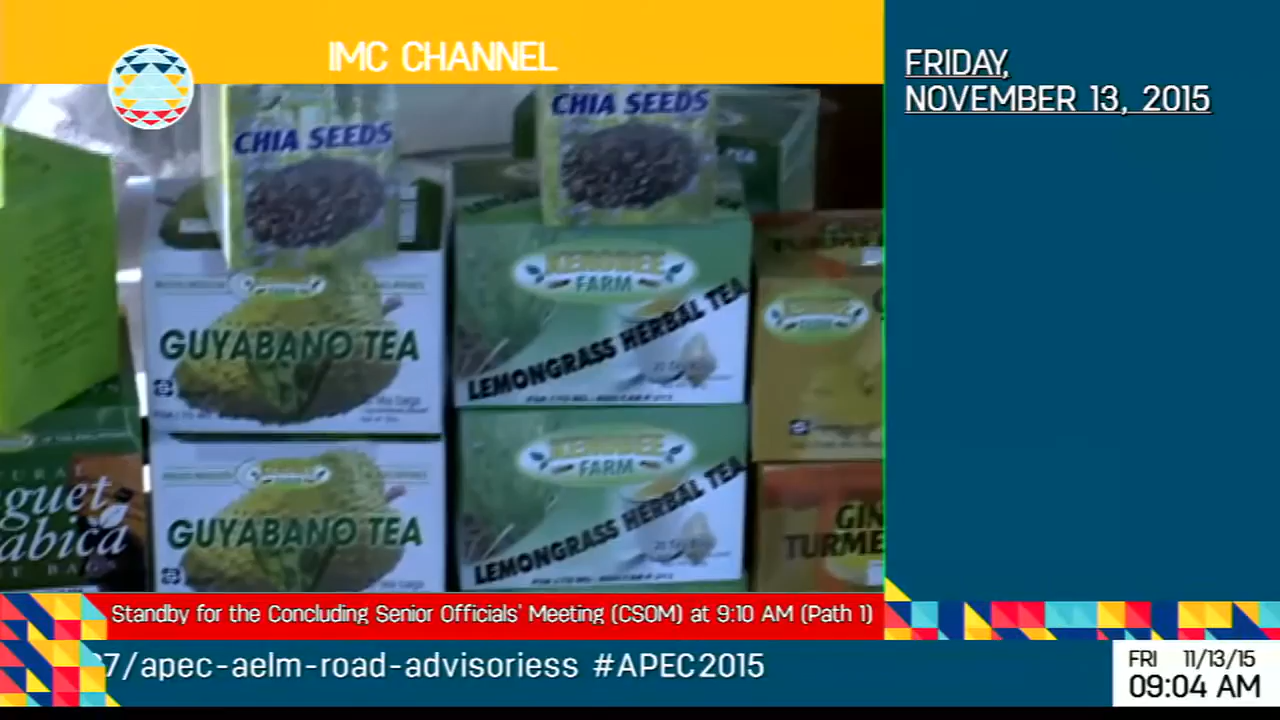 IMC CHANNEL
FRIDAY,
NOVEMBER 13, 2015
CHIA SEEDS
CHIA SEEDS
FARM
GUYABANO TEA
LEMONGRASS HERBAL TEA
FARM
GUYABANO TEA
LEMONGRASS HERBAL TEA
guet
abica
GIN
TURME
Standby for the Concluding Senior Officials' Meeting (CSOM) at 9:10 AM (Path 1)
7/apec-aelm-road-advisoriess #APEC2015
FRI 11/13/15
09:04 AM